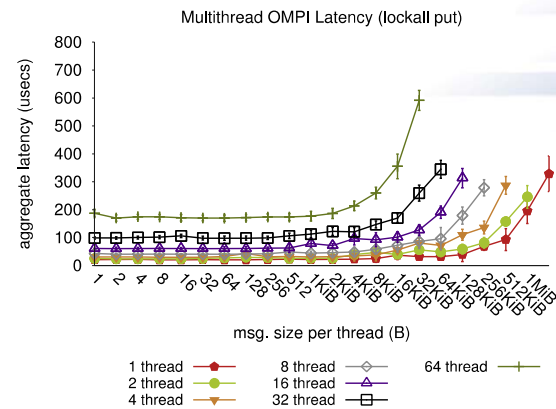 Multithread OMPI Latency (lockall put)
aggregate latency (usecs)
800
700
600
500
400
300
200
100
0
1
2
4
8
16
32
64
128
256
512
1KiB
2KiB
4KiB
8KiB
16KiB
32KiB
64KiB
128KiB
256KiB
512KiB
1MiB
msg. size per thread (B)
1 thread
2 thread
4 thread
8 thread
16 thread
32 thread
64 thread